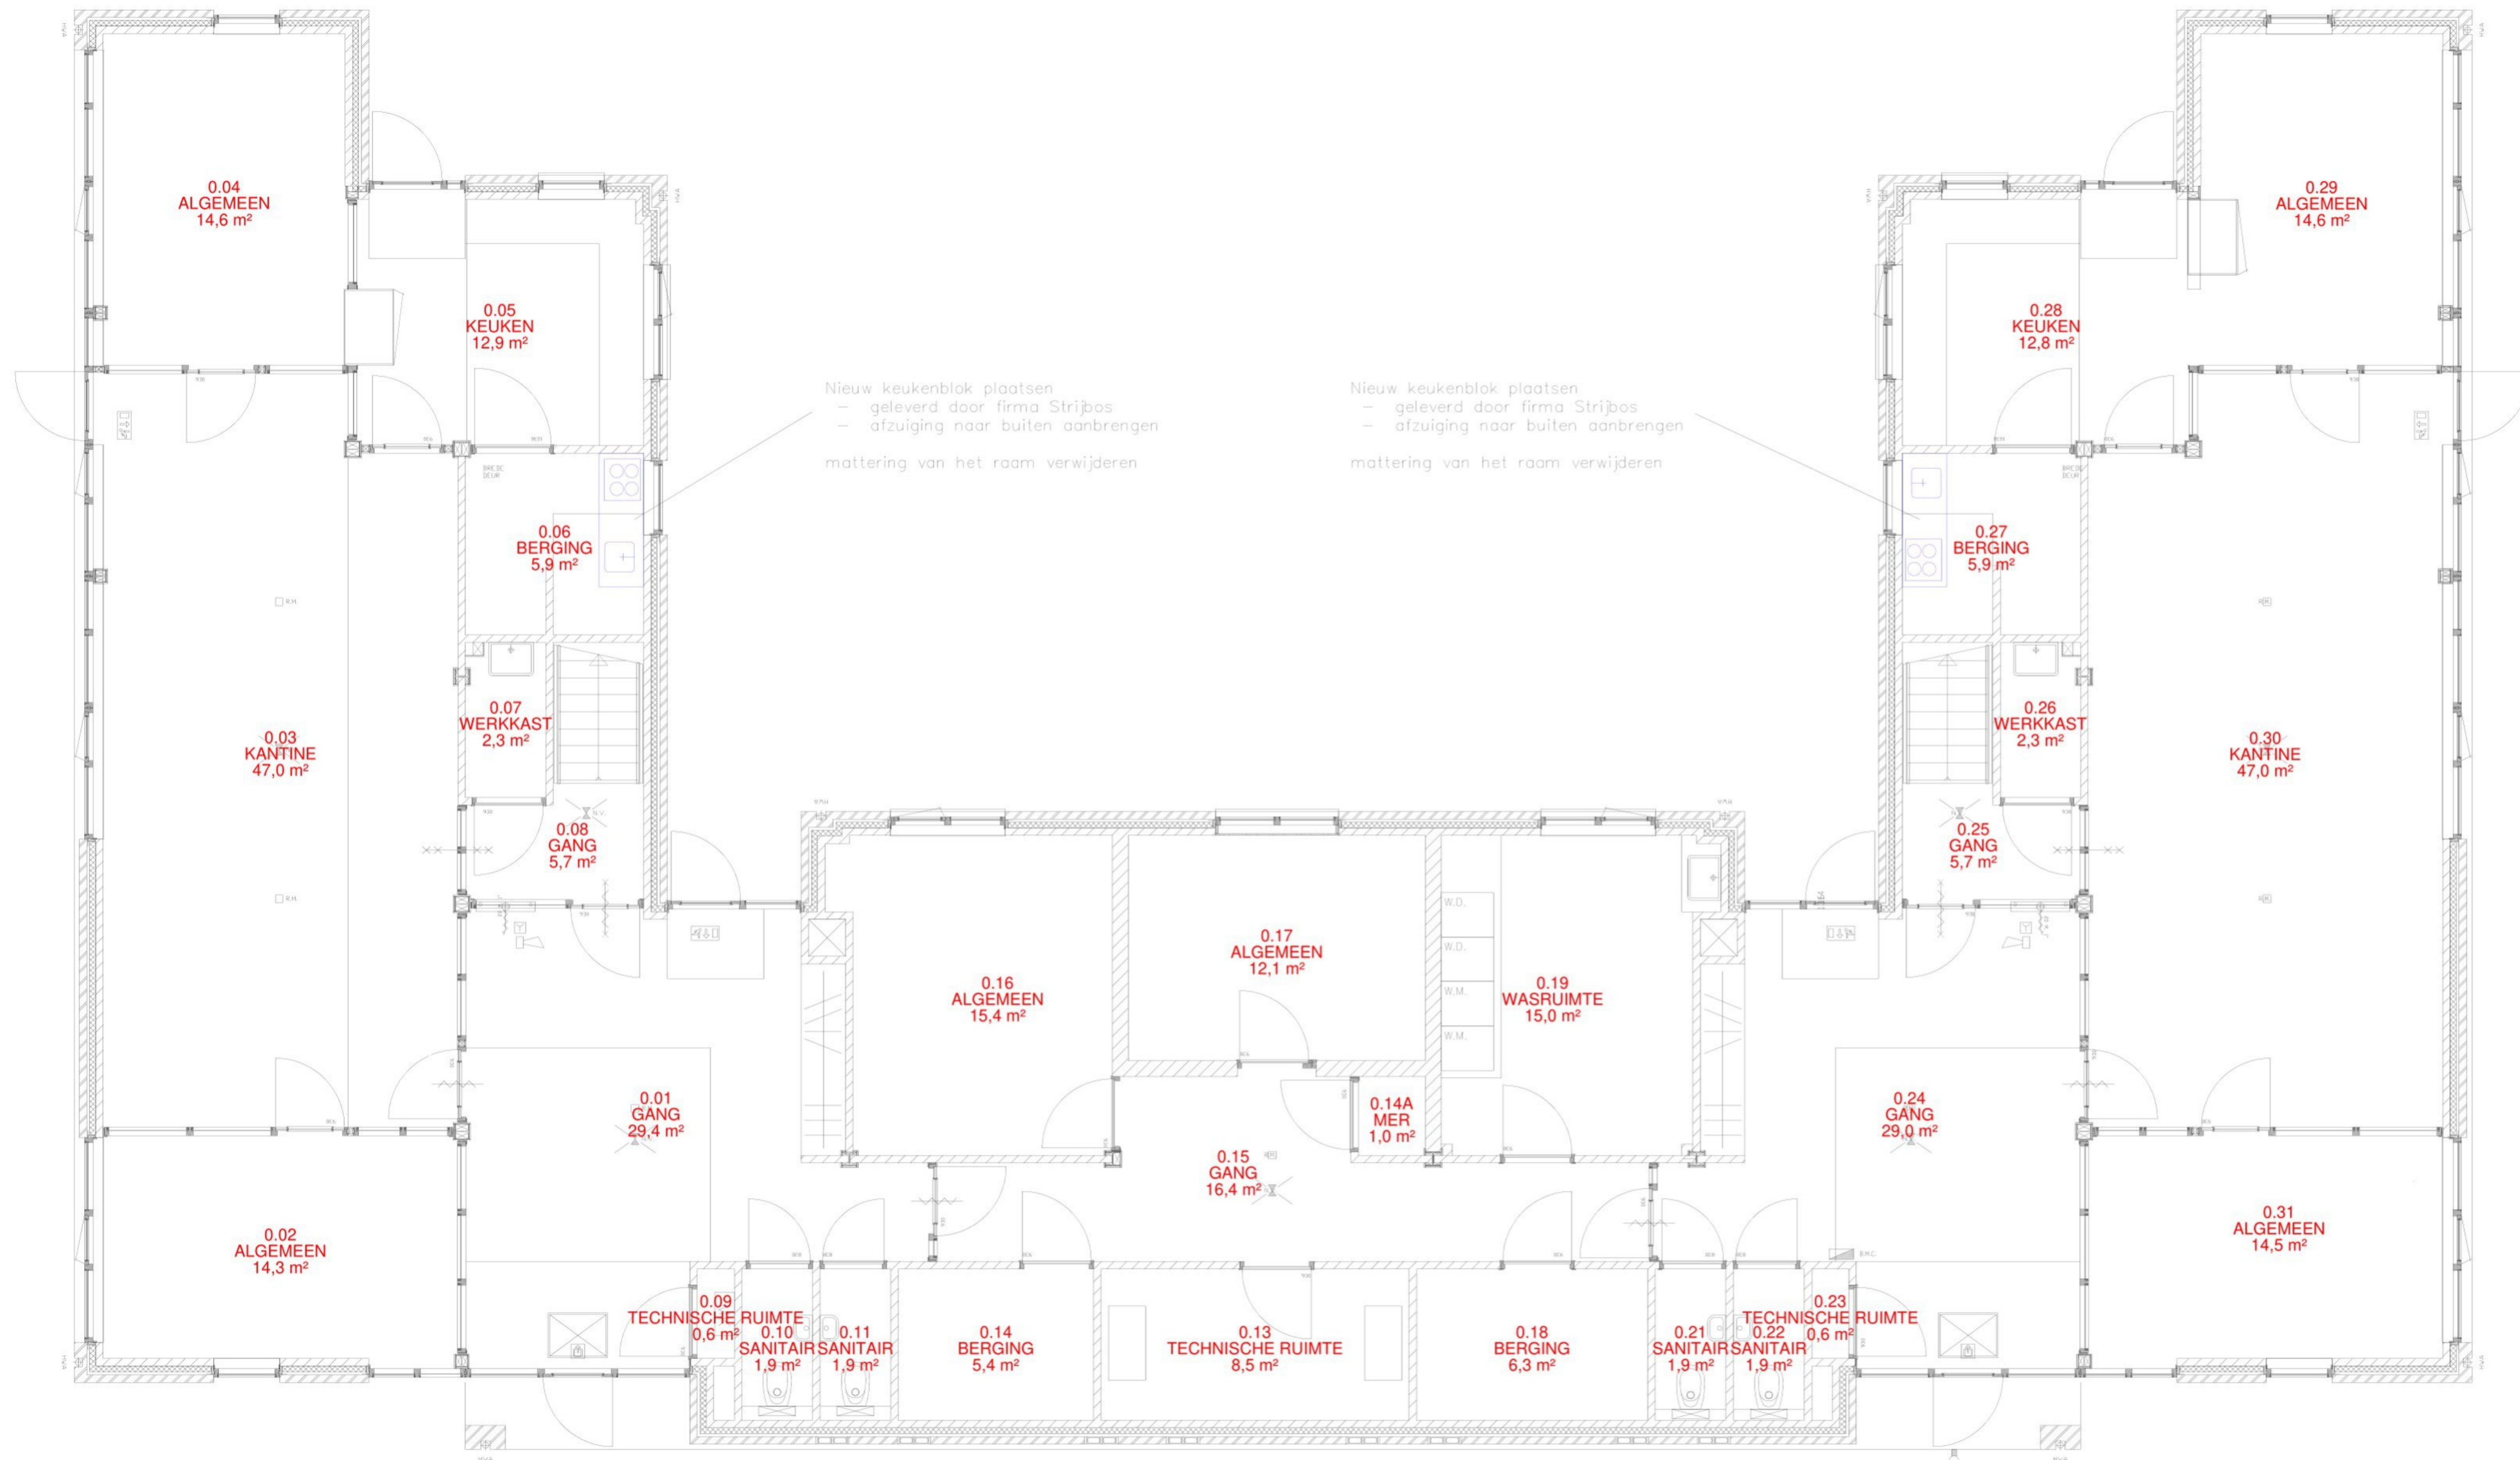 0.04
ALGEMEEN
14,6 m²
0.29
ALGEMEEN
14,6 m²
0.05
KEUKEN
12,9 m²
0.28
KEUKEN
12,8 m²
Nieuw keukenblok plaatsen
– geleverd door firma Strijbos
– afzuiging naar buiten aanbrengen
mattering van het raam verwijderen
Nieuw keukenblok plaatsen
– geleverd door firma Strijbos
– afzuiging naar buiten aanbrengen
mattering van het raam verwijderen
BREDE
DEUR
BREDE
DEUR
0.06
BERGING
5,9 m²
0.27
BERGING
5,9 m²
R.M.
0.07
WERKKAST
2,3 m²
0.26
WERKKAST
2,3 m²
0.03
KANTINE
47,0 m²
0.30
KANTINE
47,0 m²
N.V.
0.08
GANG
5,7 m²
0.25
GANG
5,7 m²
R.M.
0.17
ALGEMEEN
12,1 m²
W.D.
W.D.
W.M.
W.M.
0.16
ALGEMEEN
15,4 m²
0.19
WASRUIMTE
15,0 m²
0.01
GANG
29,4 m²
0.14A
MER
1,0 m²
0.24
GANG
29,0 m²
0.15
GANG
16,4 m²
0.02
ALGEMEEN
14,3 m²
0.31
ALGEMEEN
14,5 m²
B.M.C.
0.09
TECHNISCHE RUIMTE
0,6 m²
0.10
SANITAIR
1,9 m²
0.11
SANITAIR
1,9 m²
0.14
BERGING
5,4 m²
0.13
TECHNISCHE RUIMTE
8,5 m²
0.18
BERGING
6,3 m²
0.21
SANITAIR
1,9 m²
0.22
SANITAIR
1,9 m²
0.23
TECHNISCHE RUIMTE
0,6 m²